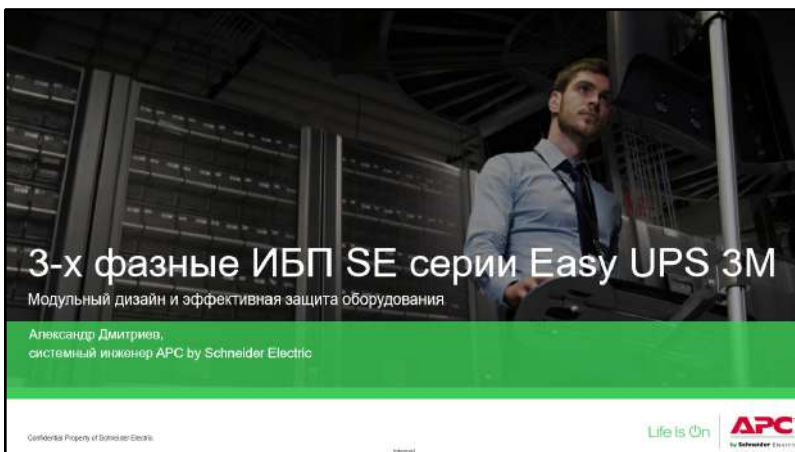 3-х фазные ИБП SE серии Easy UPS 3M
Модульный дизайн и эффективная защита оборудования
Александр Дмитриев,
системный инженер APC by Schneider Electric
Confidential Property of Schneider Electric
Life Is On
APC
by Schneider Electric
Internal